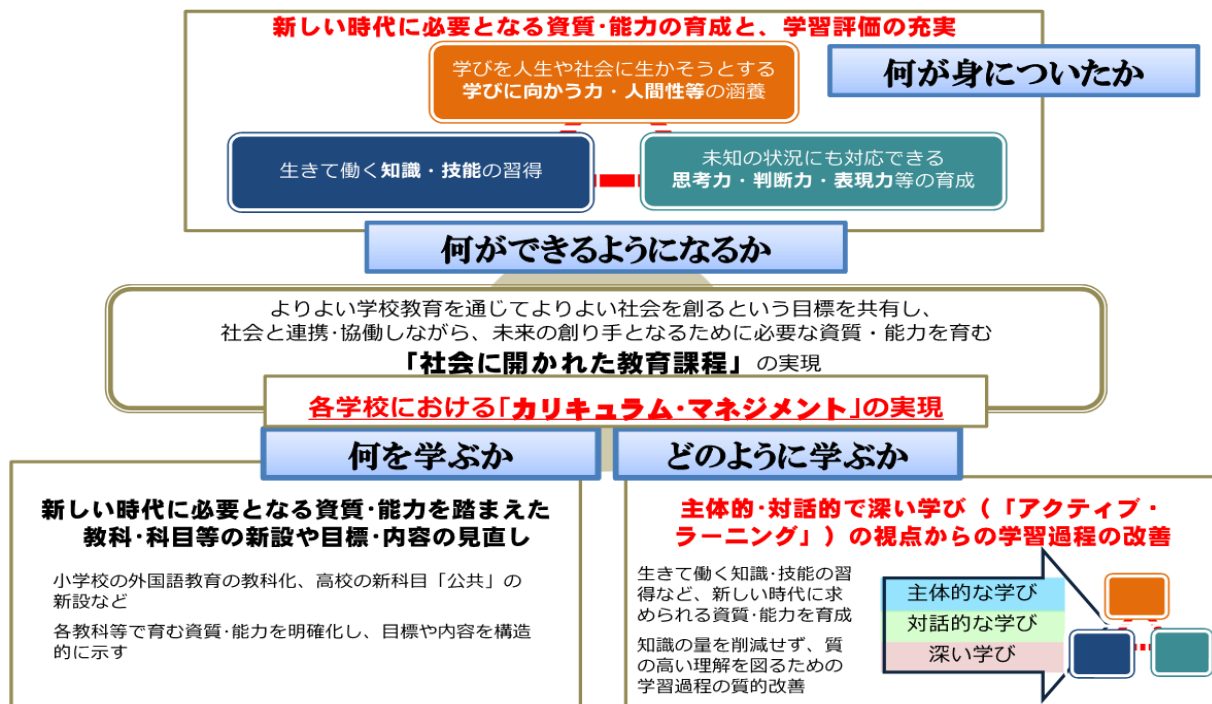 新しい時代に必要となる資質･能力の育成と、学習評価の充実
学びを人生や社会に生かそうとする
学びに向かう力・人間性等の涵養
何が身についたか
生きて働く知識・技能の習得
未知の状況にも対応できる
思考力・判断力・表現力等の育成
何ができるようになるか
よりよい学校教育を通じてよりよい社会を創るという目標を共有し、
社会と連携･協働しながら、未来の創り手となるために必要な資質・能力を育む
「社会に開かれた教育課程」の実現
各学校における｢カリキュラム･マネジメント｣の実現
何を学ぶか
新しい時代に必要となる資質･能力を踏まえた
教科･科目等の新設や目標･内容の見直し
小学校の外国語教育の教科化、高校の新科目「公共」の
新設など
各教科等で育む資質･能力を明確化し、目標や内容を構造
的に示す
どのように学ぶか
主体的･対話的で深い学び（「アクティブ・
ラーニング」）の視点からの学習過程の改善
生きて働く知識･技能の習
得など、新しい時代に求
められる資質･能力を育成
知識の量を削減せず、質
の高い理解を図るための
学習過程の質的改善
主体的な学び
対話的な学び
深い学び